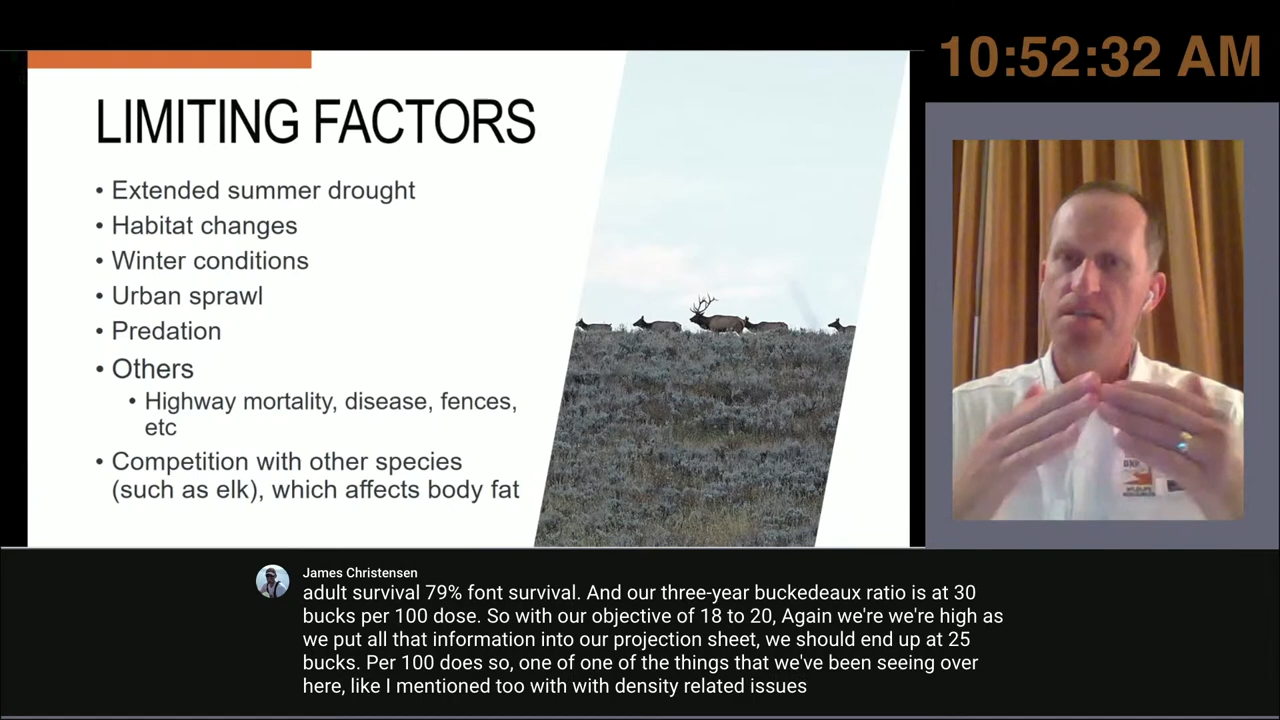 10:52:32 AM
LIMITING FACTORS
• Extended summer drought
• Habitat changes
• Winter conditions
• Urban sprawl
• Predation
• Others
• Highway mortality, disease, fences,
etc
• Competition with other species
(such as elk), which affects body fat
James Christensen
adult survival 79% font survival. And our three-year buckedeaux ratio is at 30
bucks per 100 dose. So with our objective of 18 to 20, Again we're we're high as
we put all that information into our projection sheet, we should end up at 25
bucks. Per 100 does so, one of one of the things that we've been seeing over
here, like I mentioned too with with density related issues